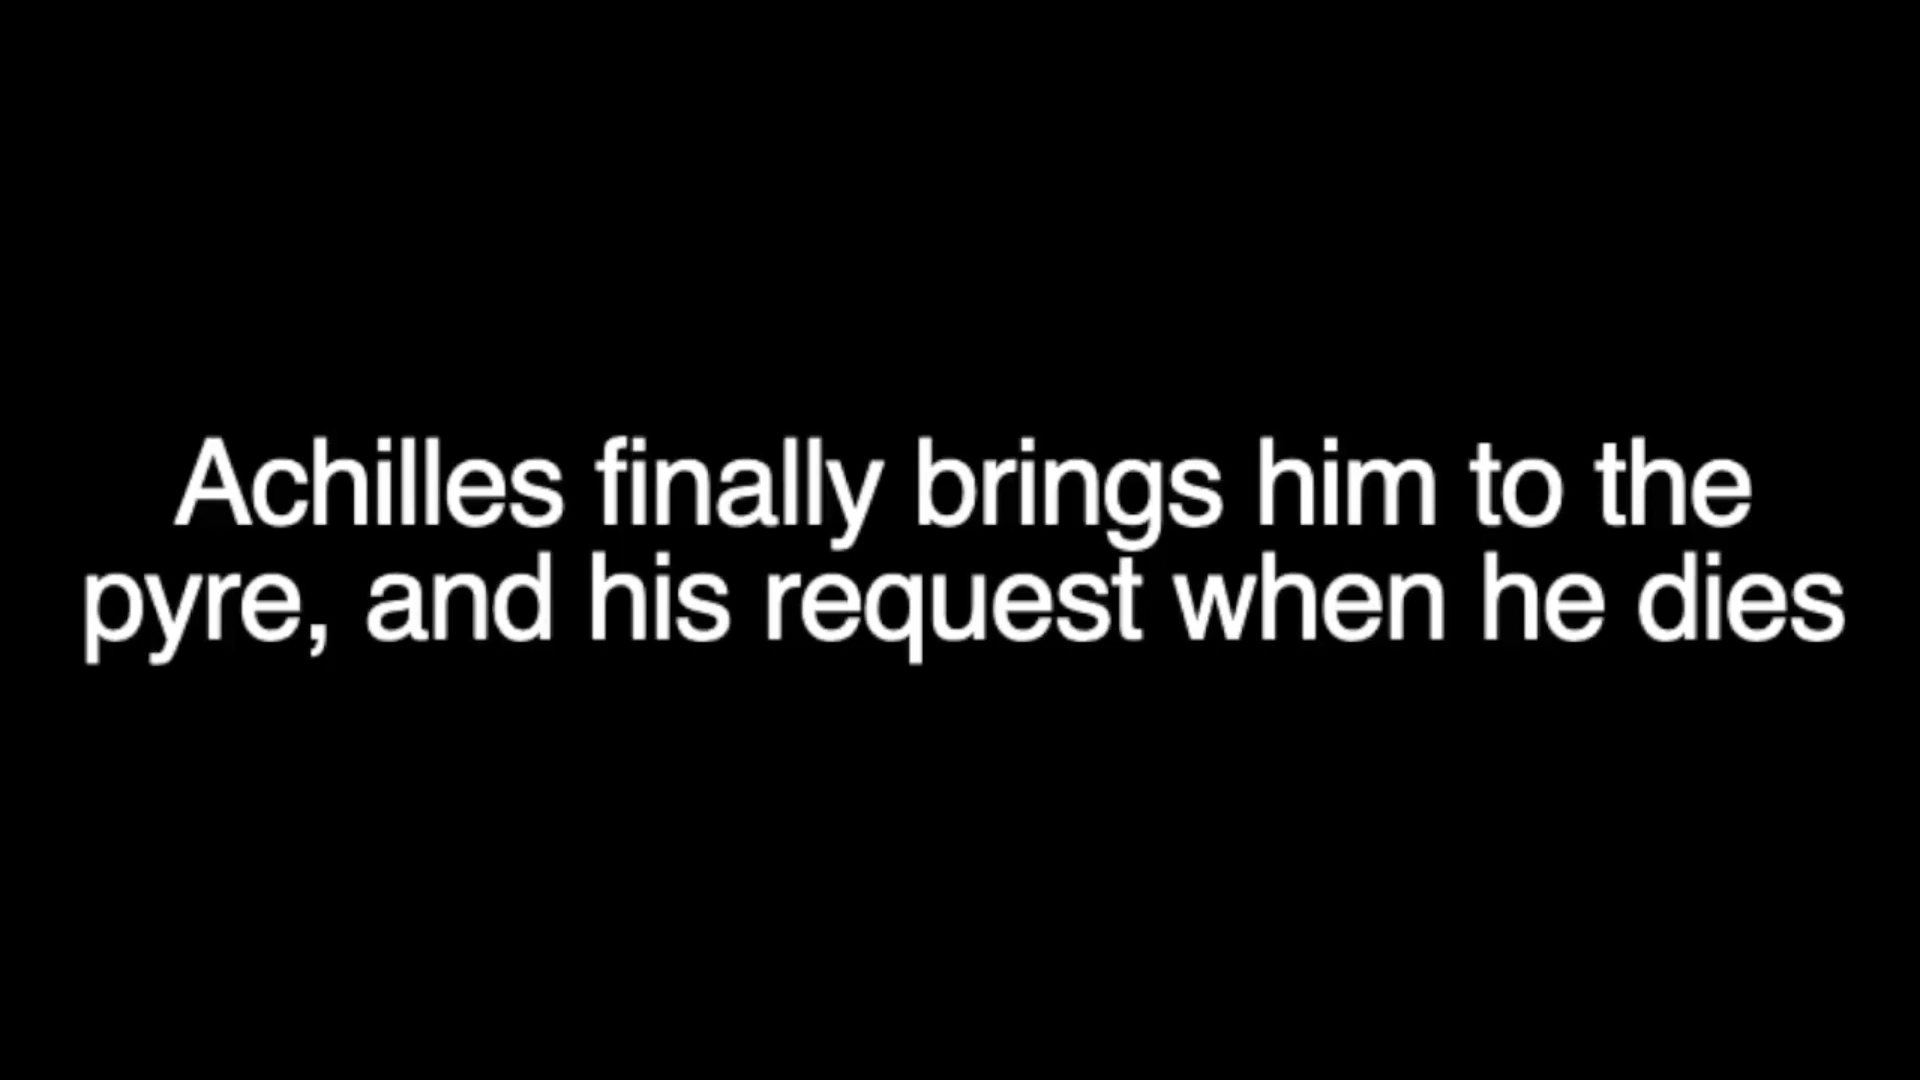 Achilles finally brings him to the
pyre, and his request when he dies